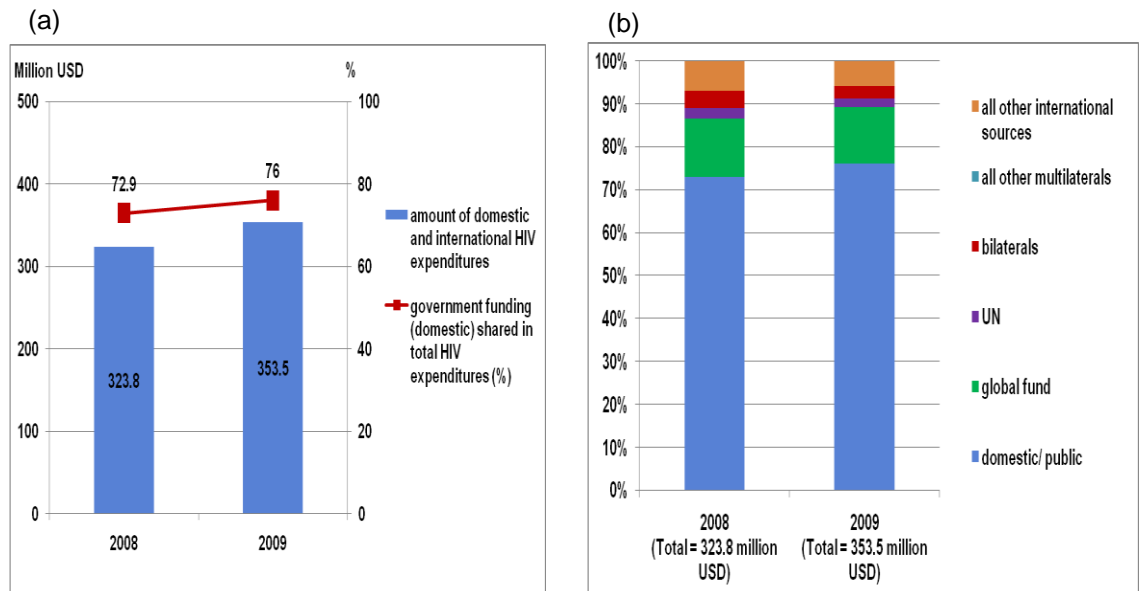 (a)
Million USD
%
500
400
300
200
100
0
100
80
60
40
20
0
72.9
76
323.8
353.5
2008
2009
amount of domestic
and international HIV
expenditures
government funding
(domestic) shared in
total HIV
expenditures (%)
(b)
100%
90%
80%
70%
60%
50%
40%
30%
20%
10%
0%
2008
(Total = 323.8 million
USD)
2009
(Total = 353.5 million
USD)
all other international
sources
all other multilaterals
bilaterals
UN
global fund
domestic/ public